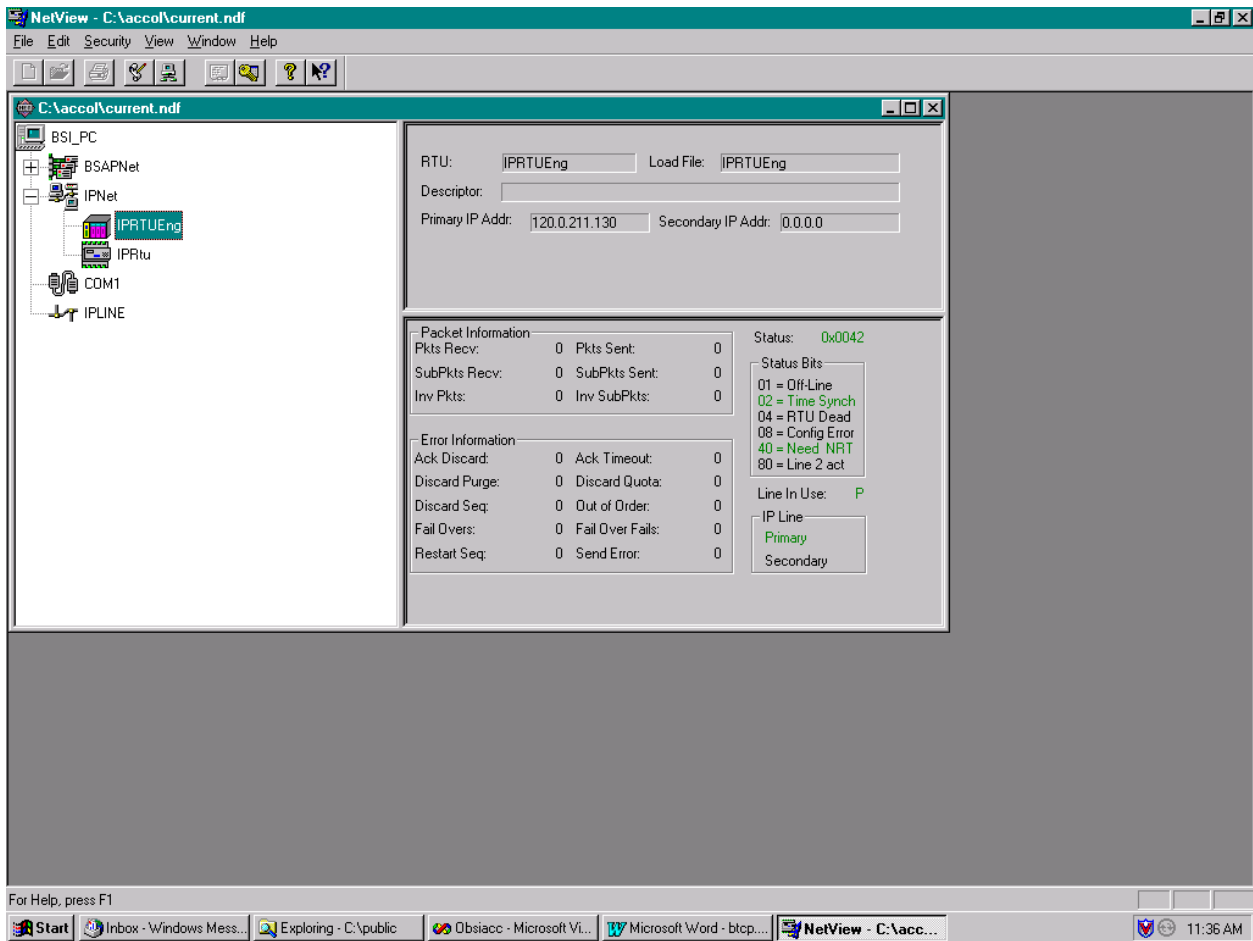 NetView - C:\accol\current.ndf
File Edit Security View Window Help
C:\accol\current.ndf
BSI_PC
BSAPNet
IPNet
IPRTUEng
IPRtu
COM1
IPLINE
RTU: IPRTUEng Load File: IPRTUEng
Descriptor:
Primary IP Addr: 120.0.211.130 Secondary IP Addr: 0.0.0.0
Packet Information
Pkts Recv: 0 Pkts Sent: 0
SubPkts Recv: 0 SubPkts Sent: 0
Inv Pkts: 0 Inv SubPkts: 0
Error Information
Ack Discard: 0 Ack Timeout: 0
Discard Purge: 0 Discard Quota: 0
Discard Seq: 0 Out of Order: 0
Fail Overs: 0 Fail Over Fails: 0
Restart Seq: 0 Send Error: 0
Status: 0x0042
Status Bits
01 = Off-Line
02 = Time Synch
04 = RTU Dead
08 = Config Error
40 = Need NRT
80 = Line 2 act
Line In Use: P
IP Line
Primary
Secondary
For Help, press F1
Start Inbox - Windows Mess... Exploring - C:\public Obsiacc - Microsoft Vi... Microsoft Word - btcp.... NetView - C:\acc... 11:36 AM